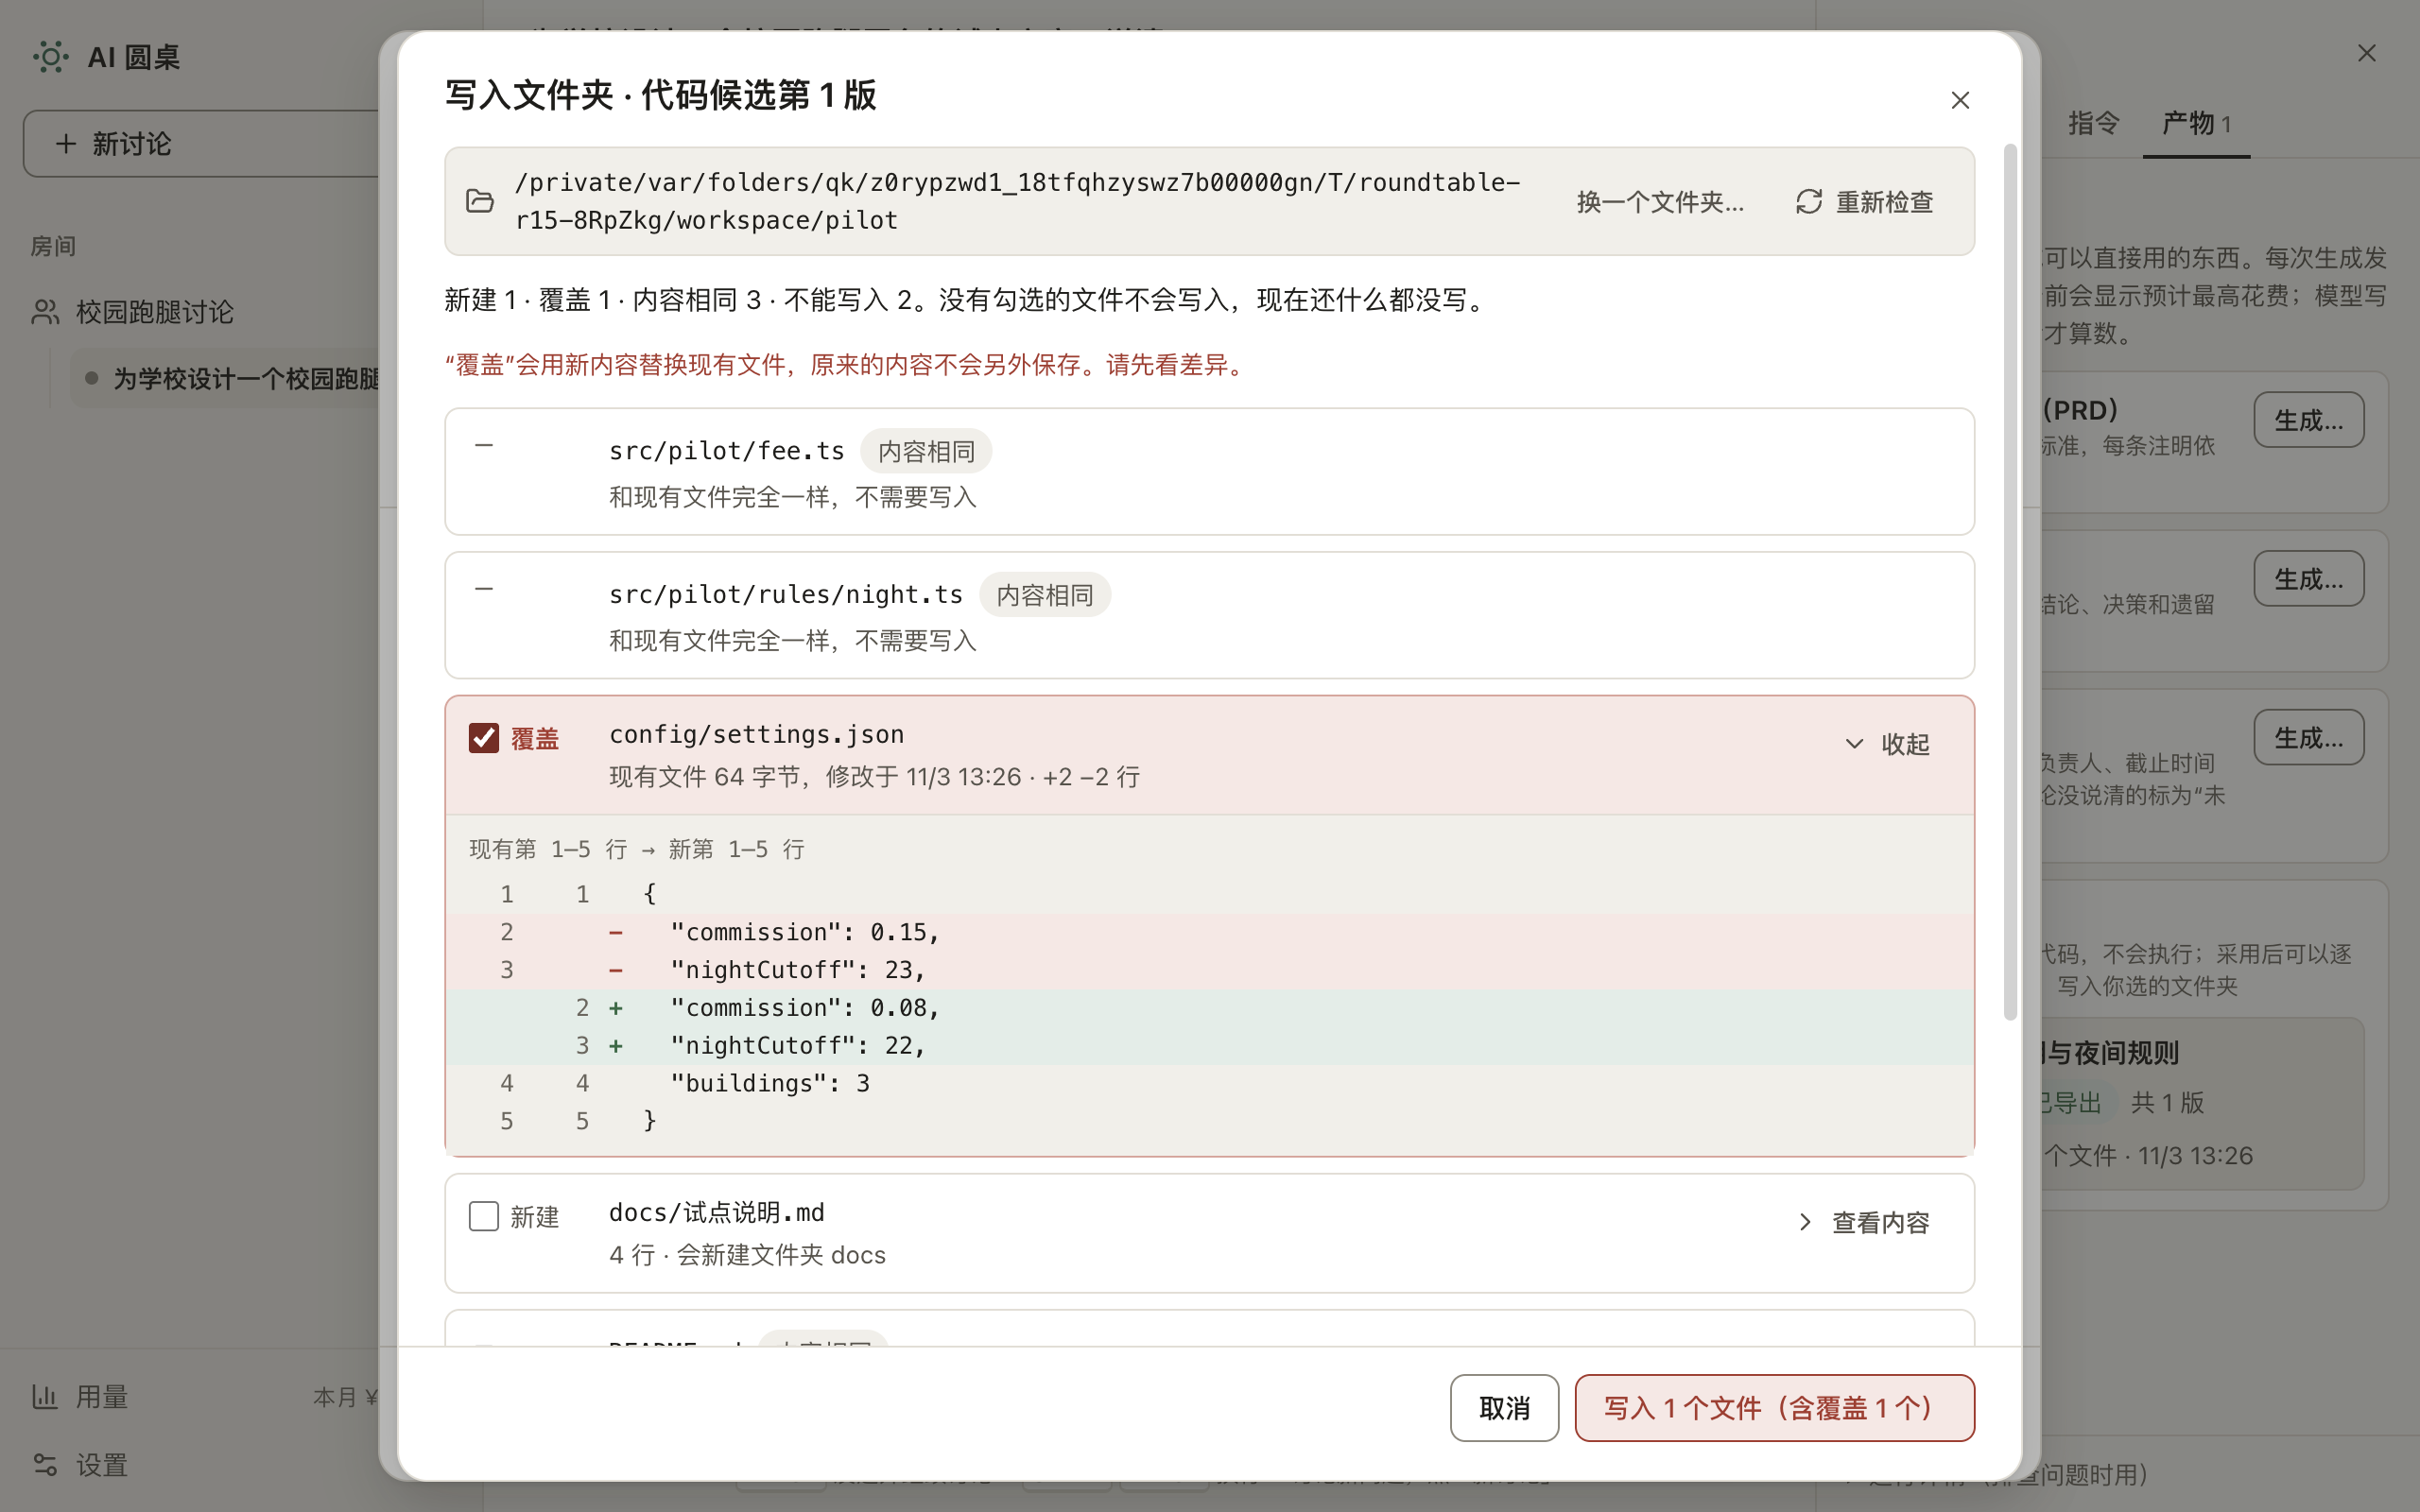 AI 圆桌
新讨论
房间
校园跑腿讨论
为学校设计一个校园跑腿
用量
本月 ¥
设置
写入文件夹 · 代码候选第 1 版
/private/var/folders/qk/z0rypzwd1_18tfqhzyswz7b00000gn/T/roundtable-
r15-8RpZkg/workspace/pilot
换一个文件夹...
重新检查
新建 1 · 覆盖 1 · 内容相同 3 · 不能写入 2。没有勾选的文件不会写入，现在还什么都没写。
“覆盖”会用新内容替换现有文件，原来的内容不会另外保存。请先看差异。
src/pilot/fee.ts 内容相同
和现有文件完全一样，不需要写入
src/pilot/rules/night.ts 内容相同
和现有文件完全一样，不需要写入
覆盖 config/settings.json 收起
现有文件 64 字节，修改于 11/3 13:26 · +2 −2 行
现有第 1–5 行 → 新第 1–5 行
1 1 {
2 − "commission": 0.15,
3 − "nightCutoff": 23,
2 + "commission": 0.08,
3 + "nightCutoff": 22,
4 4 "buildings": 3
5 5 }
新建 docs/试点说明.md 查看内容
4 行 · 会新建文件夹 docs
取消
写入 1 个文件（含覆盖 1 个）
指令 产物 1
可以直接用的东西。每次生成发
前会显示预计最高花费；模型写
才算数。
(PRD) 生成...
标准，每条注明依
生成...
结论、决策和遗留
生成...
负责人、截止时间
论没说清的标为“未
代码，不会执行；采用后可以逐
写入你选的文件夹
与夜间规则
已导出 共 1 版
个文件 · 11/3 13:26
问题时用）